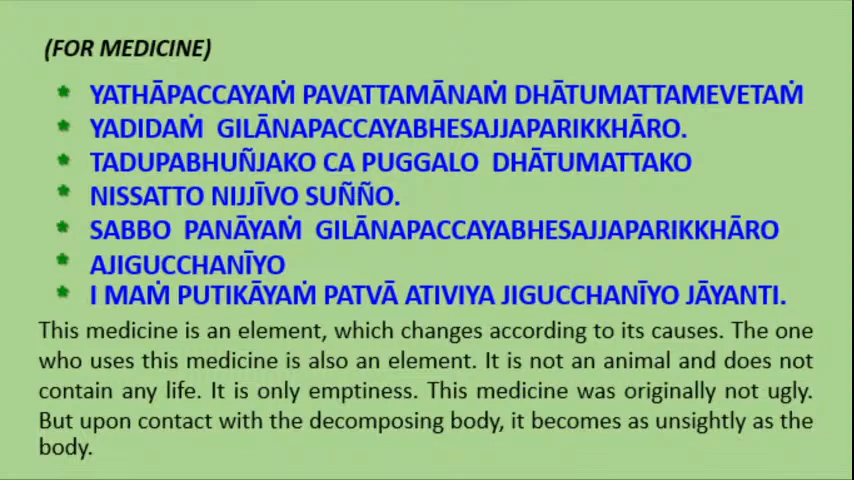 (FOR MEDICINE)
* YATHĀPACCAYAṀ PAVATTAMĀNAṀ DHĀTUMATTAMEVETAṀ
* YADIDAṀ GILĀNAPACCAYABHESAJJAPARIKKHĀRO.
* TADUPABHUÑJAKO CA PUGGALO DHĀTUMATTAKO
* NISSATTO NIJJĪVO SUÑÑO.
* SABBO PANĀYAṀ GILĀNAPACCAYABHESAJJAPARIKKHĀRO
* AJIGUCCHANĪYO
* I MAṀ PUTIKĀYAṀ PATVĀ ATIVIYA JIGUCCHANĪYO JĀYANTI.
This medicine is an element, which changes according to its causes. The one
who uses this medicine is also an element. It is not an animal and does not
contain any life. It is only emptiness. This medicine was originally not ugly.
But upon contact with the decomposing body, it becomes as unsightly as the
body.